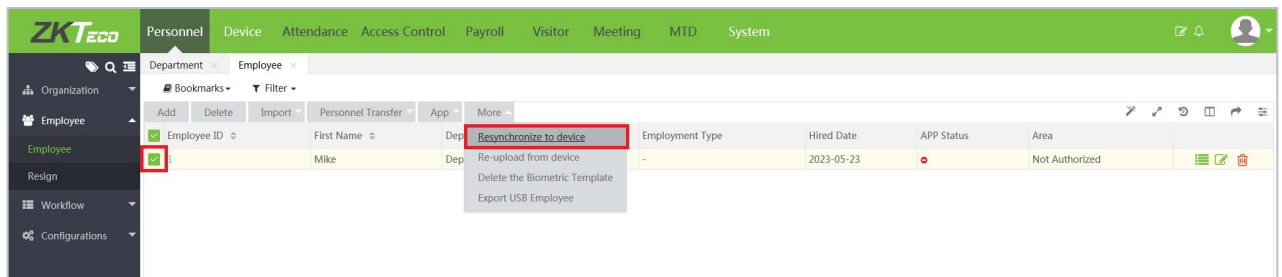 ZKTeco Personnel Device Attendance Access Control Payroll Visitor Meeting MTD System
Department × Employee ×
Organization Bookmarks Filter
Add Delete Import Personnel Transfer App More
Employee
Employee ID First Name Dep Resynchronize to device Employment Type Hired Date APP Status Area
Employee
1 Mike Dep Re-upload from device - 2023-05-23 Not Authorized
Resign
Delete the Biometric Template
Workflow
Export USB Employee
Configurations